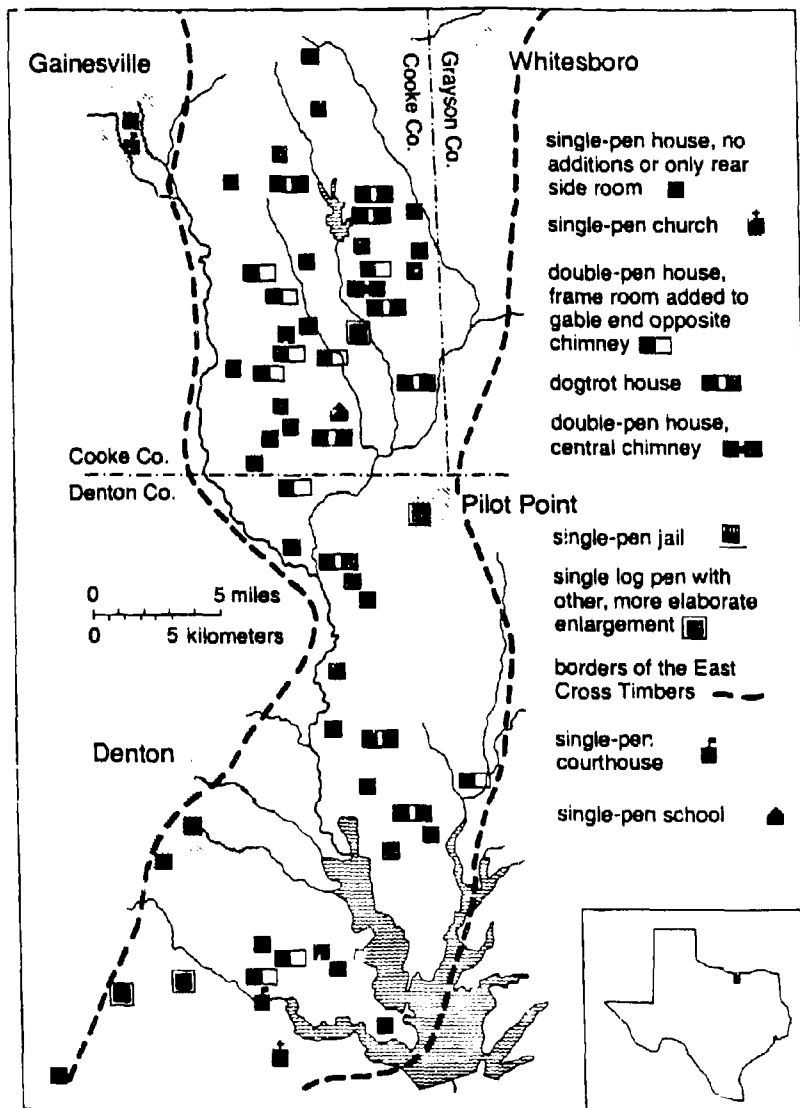 Gainesville
Cooke Co.
Grayson Co.
Whitesboro
single-pen house, no
additions or only rear
side room
single-pen church
double-pen house,
frame room added to
gable end opposite
chimney
dogtrot house
double-pen house,
central chimney
Cooke Co.
Denton Co.
Pilot Point
single-pen jail
0 5 miles
0 5 kilometers
single log pen with
other, more elaborate
enlargement
borders of the East
Cross Timbers
Denton
single-pen
courthouse
single-pen school